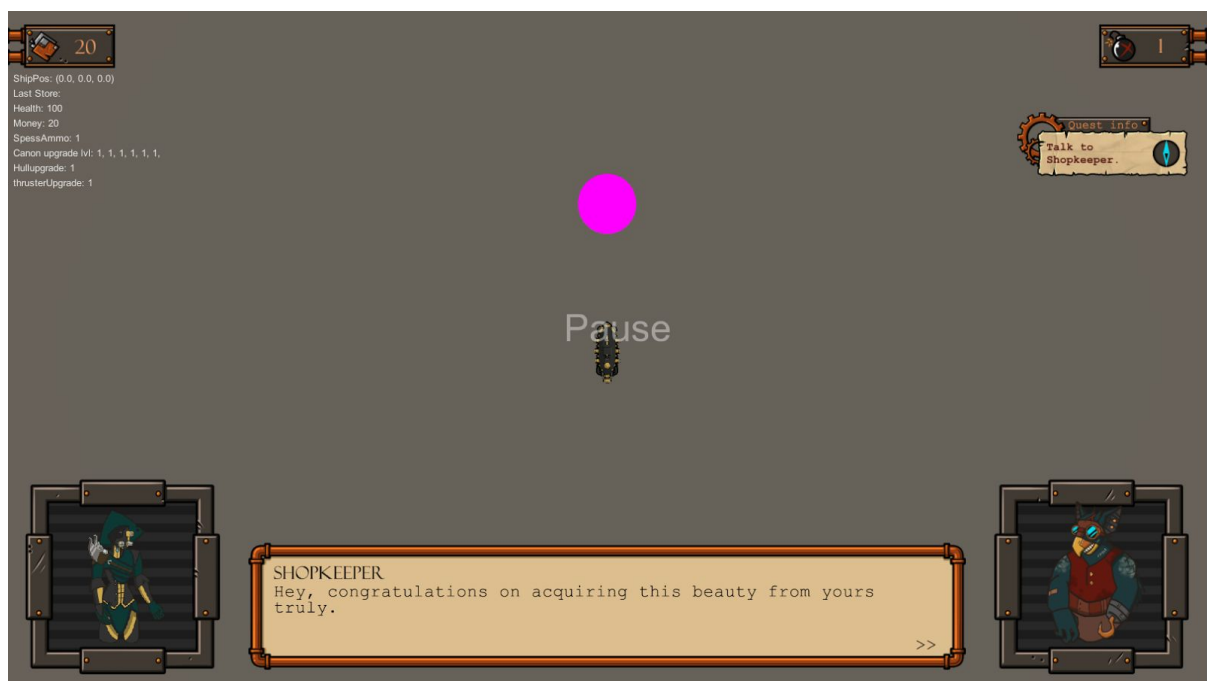 20
1
ShipPos: (0.0, 0.0, 0.0)
Last Store:
Health: 100
Money: 20
SpessAmmo: 1
Canon upgrade lvl: 1, 1, 1, 1, 1, 1,
Hullupgrade: 1
thrusterUpgrade: 1
Quest info
Talk to
Shopkeeper.
Pause
SHOPKEEPER
Hey, congratulations on acquiring this beauty from yours
truly.
>>